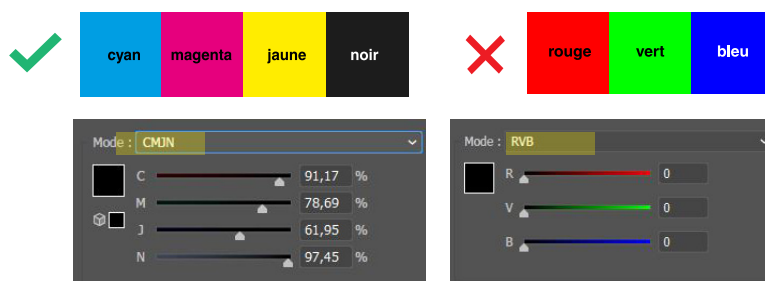 cyan magenta jaune noir
rouge vert bleu
Mode : CMJN
C 91,17 %
M 78,69 %
J 61,95 %
N 97,45 %
Mode : RVB
R 0
V 0
B 0